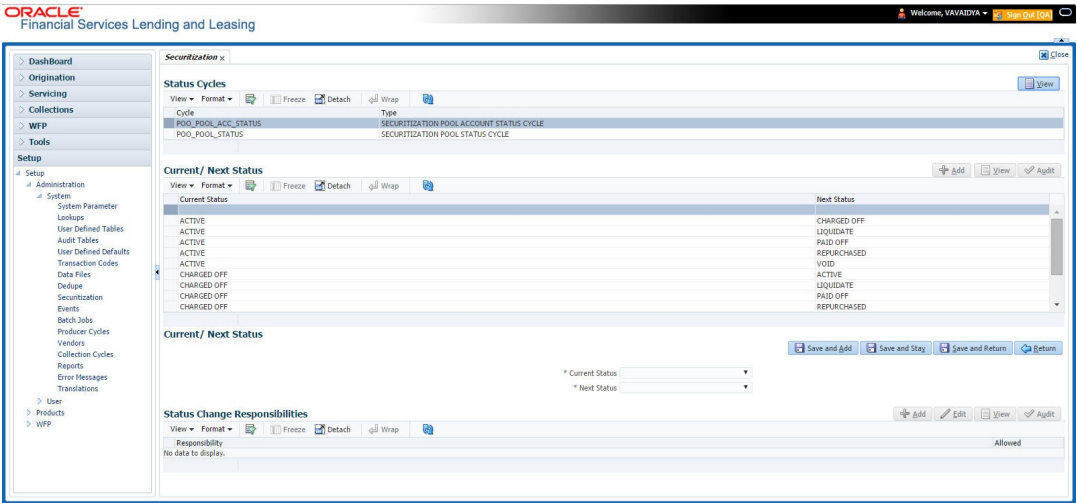 ORACLE
Financial Services Lending and Leasing
Welcome, VAVAIDYA
Sign Out [QA]
DashBoard
Origination
Servicing
Collections
WFP
Tools
Setup
Setup
Administration
System
System Parameter
Lookups
User Defined Tables
Audit Tables
User Defined Defaults
Transaction Codes
Data Files
Dedupe
Securitization
Events
Batch Jobs
Producer Cycles
Vendors
Collection Cycles
Reports
Error Messages
Translations
User
Products
WFP
Securitization x
Close
Status Cycles
View
View Format Freeze Detach Wrap
Cycle Type
POO_POOL_ACC_STATUS SECURITIZATION POOL ACCOUNT STATUS CYCLE
POO_POOL_STATUS SECURITIZATION POOL STATUS CYCLE
Current/ Next Status
Add View Audit
View Format Freeze Detach Wrap
Current Status Next Status
ACTIVE CHARGED OFF
ACTIVE LIQUIDATE
ACTIVE PAID OFF
ACTIVE REPURCHASED
ACTIVE VOID
CHARGED OFF ACTIVE
CHARGED OFF LIQUIDATE
CHARGED OFF PAID OFF
CHARGED OFF REPURCHASED
Current/ Next Status
Save and Add Save and Stay Save and Return Return
* Current Status
* Next Status
Status Change Responsibilities
Add Edit View Audit
View Format Freeze Detach Wrap
Responsibility Allowed
No data to display.